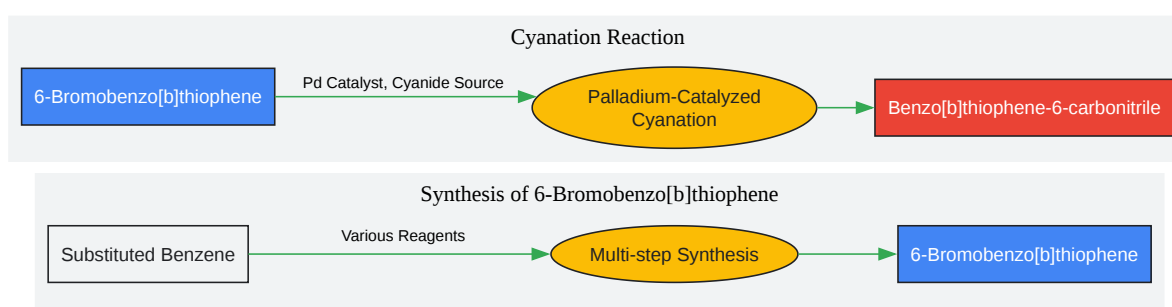 Cyanation Reaction
6-Bromobenzo[b]thiophene
Pd Catalyst, Cyanide Source
Palladium-Catalyzed
Cyanation
Benzo[b]thiophene-6-carbonitrile
Synthesis of 6-Bromobenzo[b]thiophene
Substituted Benzene
Various Reagents
Multi-step Synthesis
6-Bromobenzo[b]thiophene